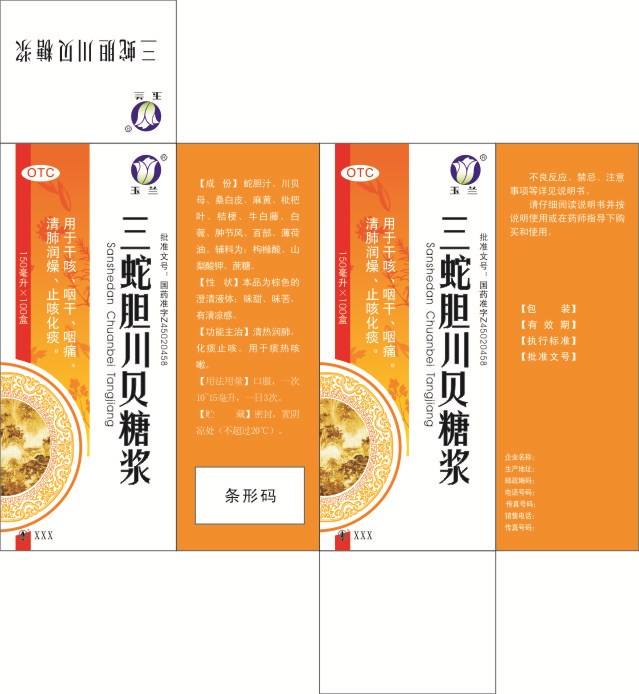 三蛇胆川贝糖浆
玉兰
®
OTC
®
玉兰
三蛇胆川贝糖浆
Sanshedan Chuanbei Tangjiang
批准文号：国药准字Z45020458
用于干咳、咽干、咽痛。
清肺润燥、止咳化痰。
150毫升×100盒
XXX
【成 份】蛇胆汁、川贝
母、桑白皮、麻黄、枇杷
叶、桔梗、牛白藤、白
薇、肿节风、百部、薄荷
油。辅料为：枸橼酸、山
梨酸钾、蔗糖。
【性 状】本品为棕色的
澄清液体；味甜、味苦、
有清凉感。
【功能主治】清热润肺，
化痰止咳。用于痰热咳
嗽。
【用法用量】口服，一次
10~15毫升，一日3次。
【贮 藏】密封，置阴
凉处（不超过20℃）。
条形码
OTC
®
玉兰
三蛇胆川贝糖浆
Sanshedan Chuanbei Tangjiang
批准文号：国药准字Z45020458
用于干咳、咽干、咽痛。
清肺润燥、止咳化痰。
150毫升×100盒
XXX
不良反应、禁忌、注意
事项等详见说明书。
请仔细阅读说明书并按
说明使用或在药师指导下购
买和使用。
【包 装】
【有 效 期】
【执行标准】
【批准文号】
企业名称：
生产地址：
邮政编码：
电话号码：
传真号码：
销售电话：
传真号码：